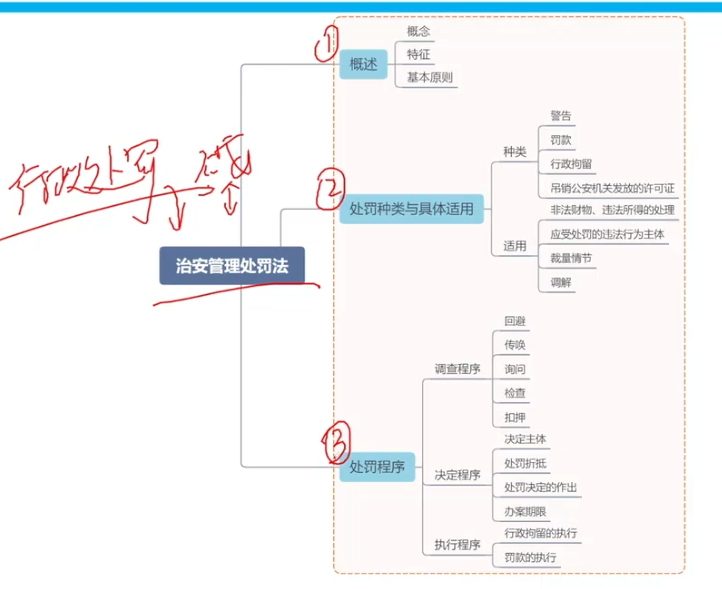 ①
概述
概念
特征
基本原则
行政处罚
②
处罚种类与具体适用
种类
警告
罚款
行政拘留
吊销公安机关发放的许可证
适用
非法财物、违法所得的处理
应受处罚的违法行为主体
裁量情节
调解
治安管理处罚法
③
处罚程序
调查程序
回避
传唤
询问
检查
扣押
决定程序
决定主体
处罚折抵
处罚决定的作出
办案期限
执行程序
行政拘留的执行
罚款的执行